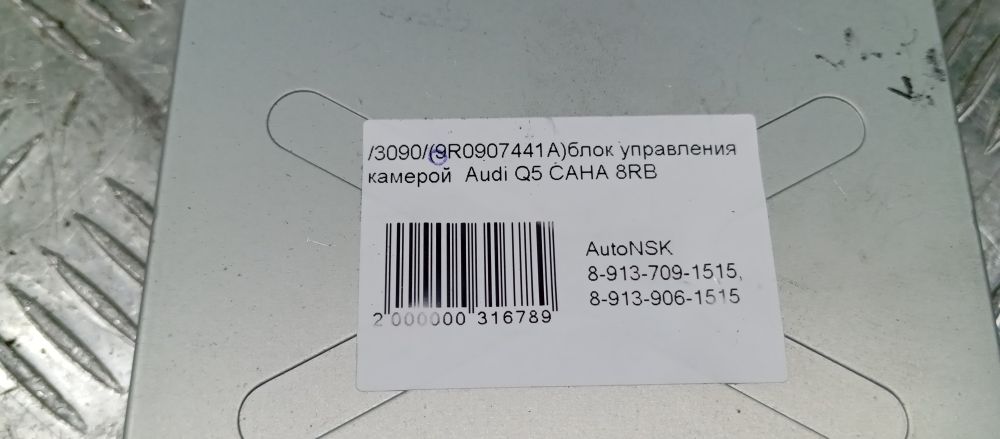 /3090/(9R0907441A)блок управления
камерой Audi Q5 CAHA 8RB
AutoNSK
8-913-709-1515,
8-913-906-1515
2 000000 316789